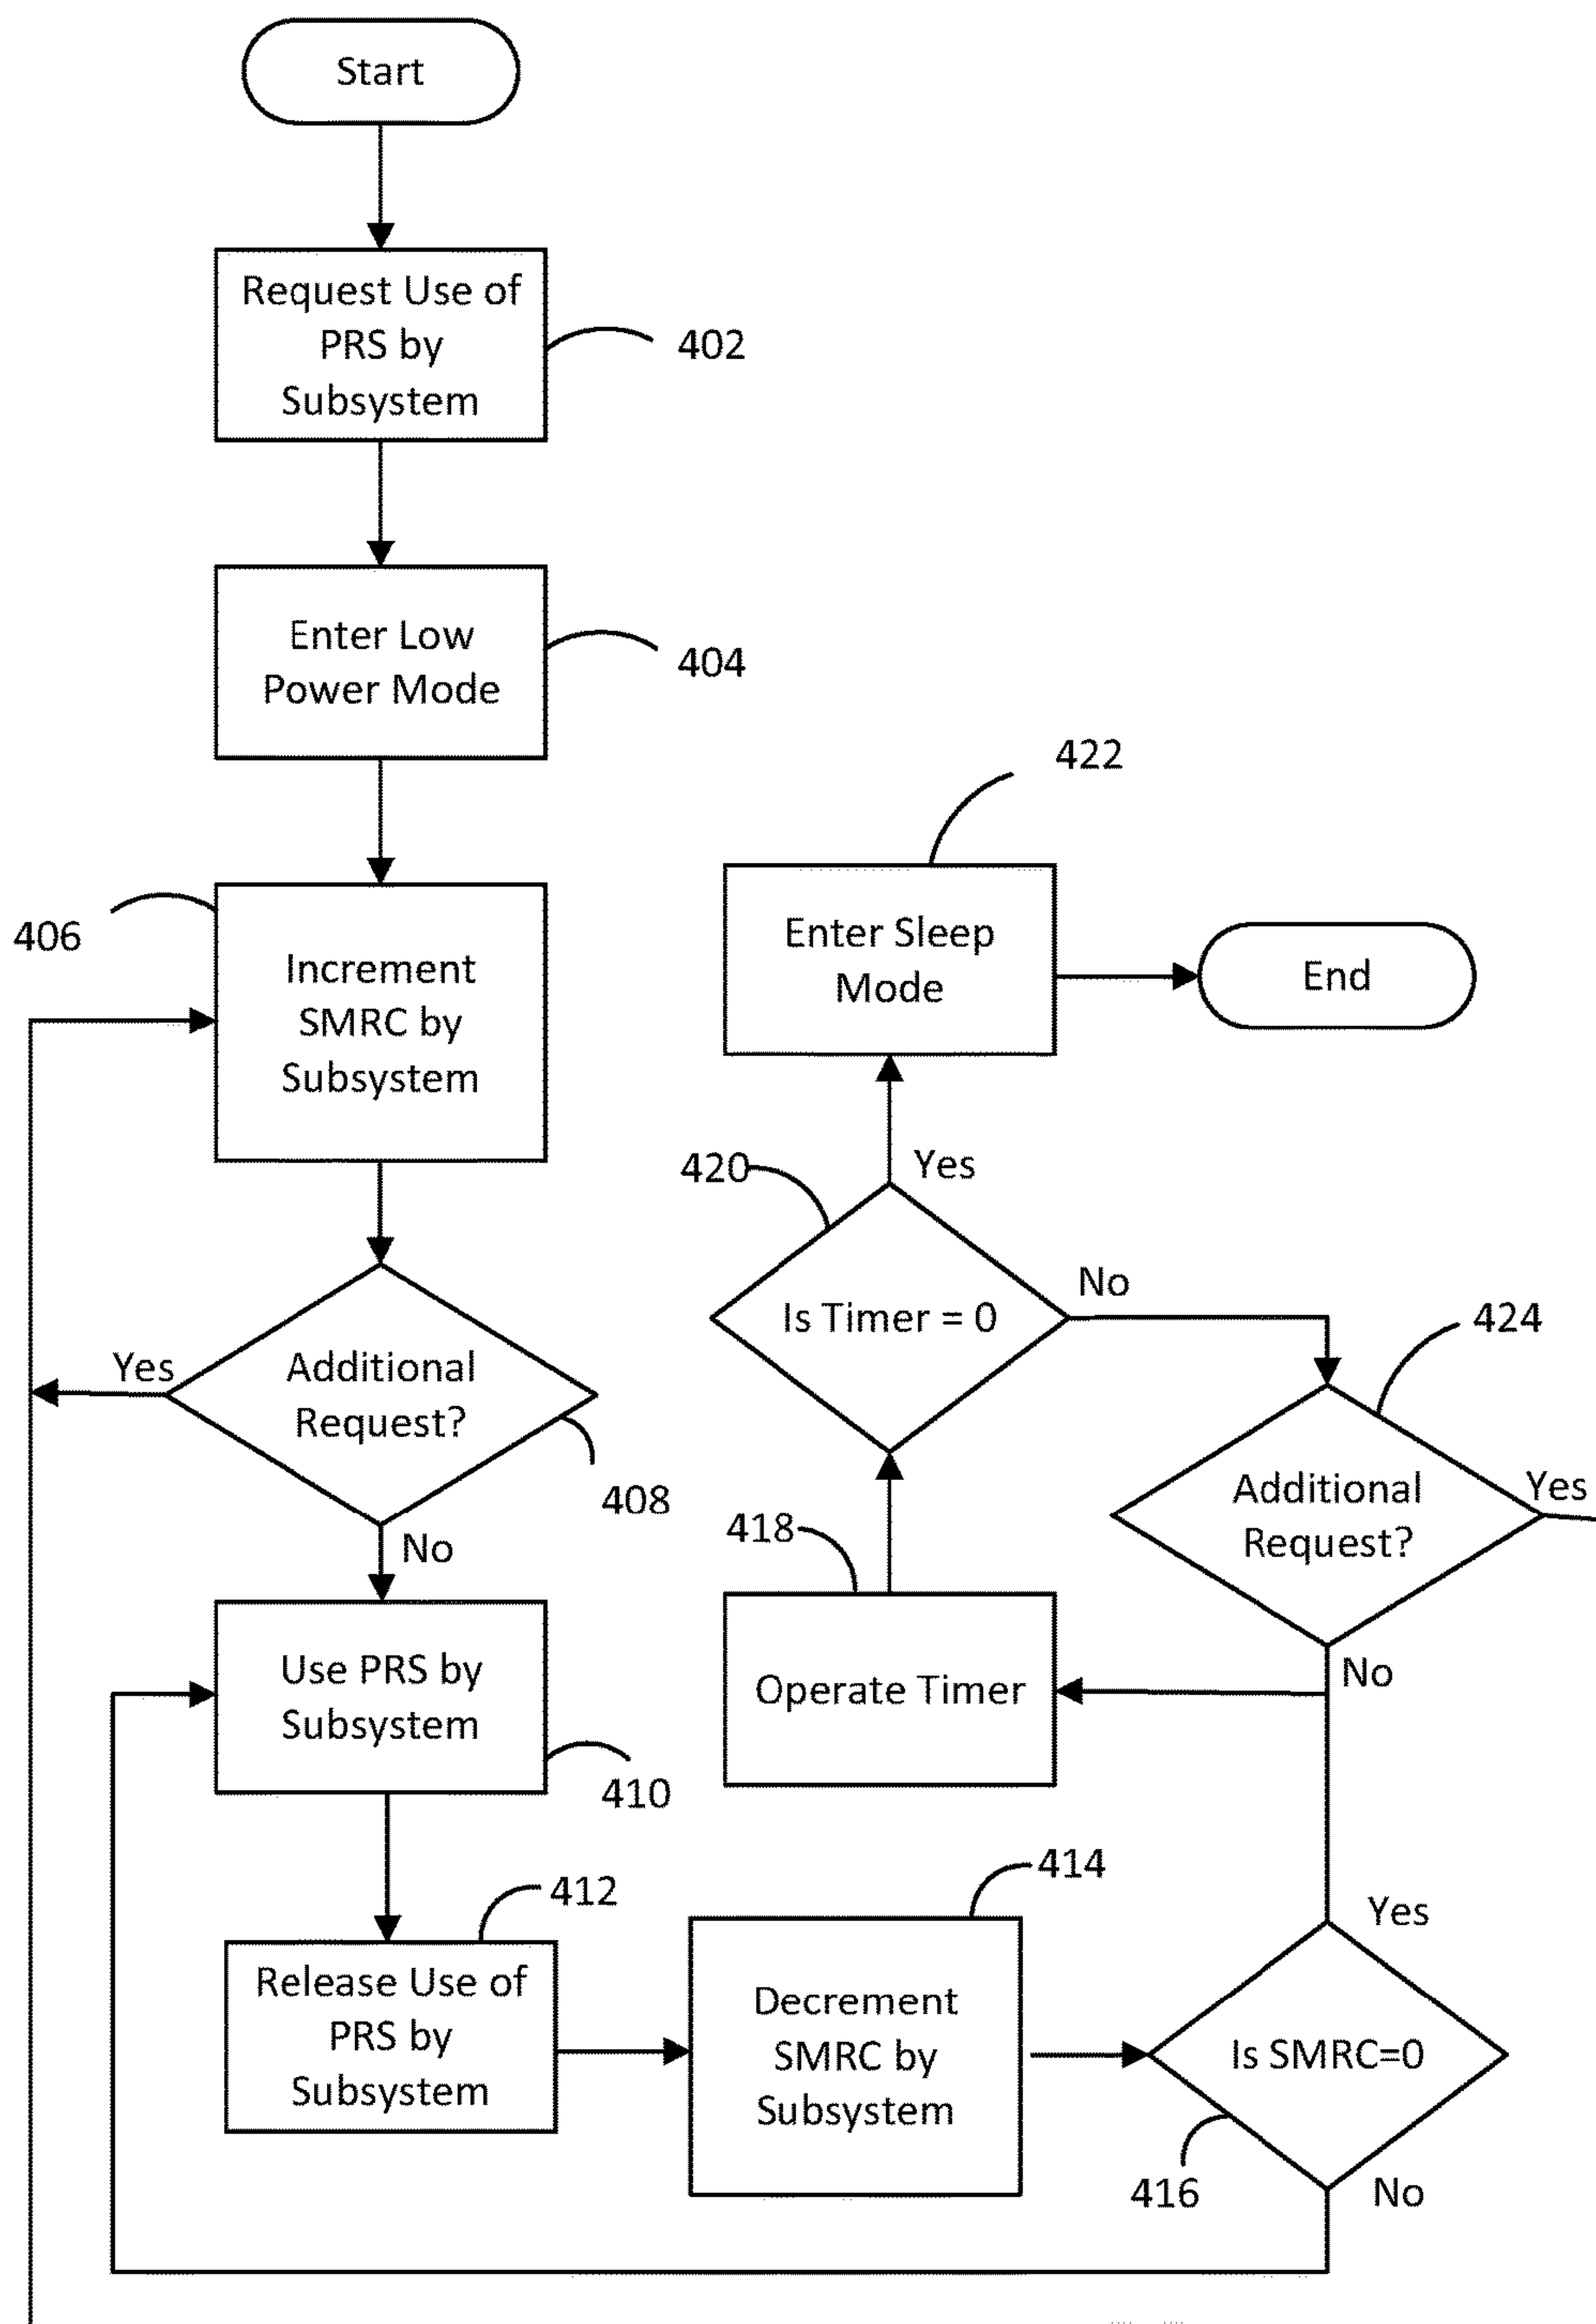 Start
Request Use of
PRS by
Subsystem
402
Enter Low
Power Mode
404
406
Increment
SMRC by
Subsystem
Yes
Additional
Request?
408
No
Use PRS by
Subsystem
410
412
Release Use of
PRS by
Subsystem
414
Decrement
SMRC by
Subsystem
Yes
Is SMRC=0
416
No
418
Operate Timer
420
Yes
Is Timer = 0
No
424
Additional
Request?
Yes
No
422
Enter Sleep
Mode
End